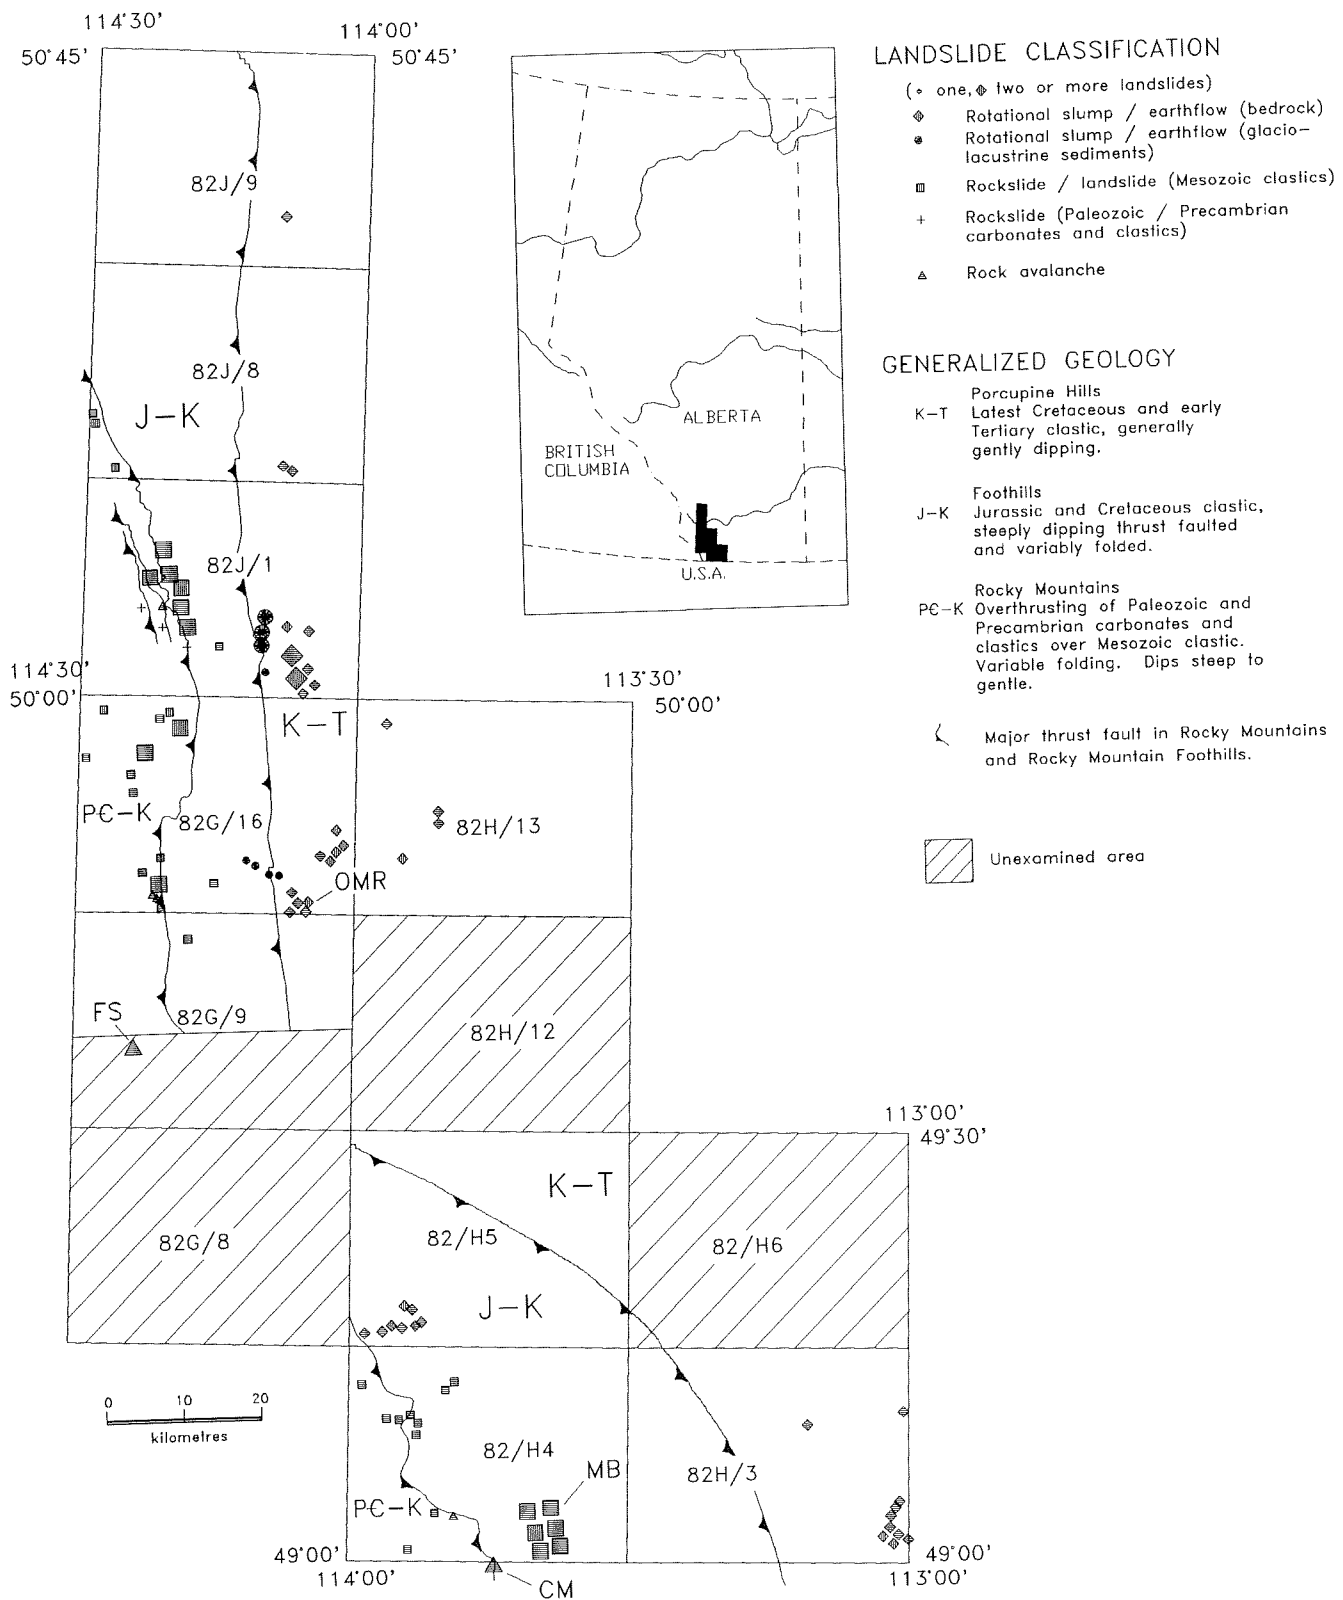 114°30'
114°00'
50°45'
50°45'
82J/9
82J/8
J-K
82J/1
114°30'
50°00'
113°30'
50°00'
K-T
PЄ-K
82G/16
82H/13
OMR
FS
82G/9
82H/12
113°00'
49°30'
K-T
82G/8
82/H5
82/H6
J-K
0 10 20
kilometres
82/H4
MB
82H/3
PЄ-K
49°00'
114°00'
CM
49°00'
113°00'
ALBERTA
BRITISH
COLUMBIA
U.S.A.
LANDSLIDE CLASSIFICATION
(⬥ one, ⬥ two or more landslides)
Rotational slump / earthflow (bedrock)
Rotational slump / earthflow (glacio-
lacustrine sediments)
Rockslide / landslide (Mesozoic clastics)
Rockslide (Paleozoic / Precambrian
carbonates and clastics)
Rock avalanche
GENERALIZED GEOLOGY
Porcupine Hills
K-T Latest Cretaceous and early
Tertiary clastic, generally
gently dipping.
Foothills
J-K Jurassic and Cretaceous clastic,
steeply dipping thrust faulted
and variably folded.
Rocky Mountains
PЄ-K Overthrusting of Paleozoic and
Precambrian carbonates and
clastics over Mesozoic clastic.
Variable folding. Dips steep to
gentle.
Major thrust fault in Rocky Mountains
and Rocky Mountain Foothills.
Unexamined area